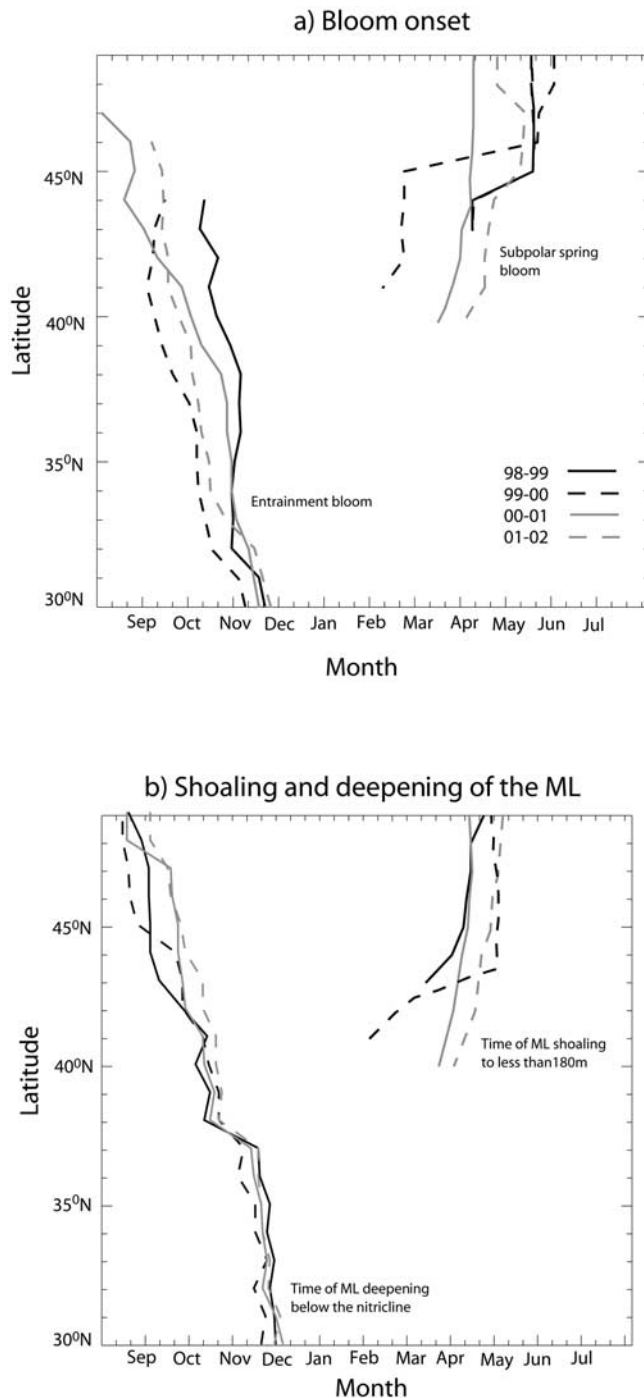 a) Bloom onset
45⁰N
40⁰N
35⁰N
30⁰N
Latitude
Subpolar spring
bloom
Entrainment bloom
98-99
99-00
00-01
01-02
Sep Oct Nov Dec Jan Feb Mar Apr May Jun Jul
Month
b) Shoaling and deepening of the ML
45⁰N
40⁰N
35⁰N
30⁰N
Latitude
Time of ML shoaling
to less than180m
Time of ML deepening
below the nitricline
Sep Oct Nov Dec Jan Feb Mar Apr May Jun Jul
Month